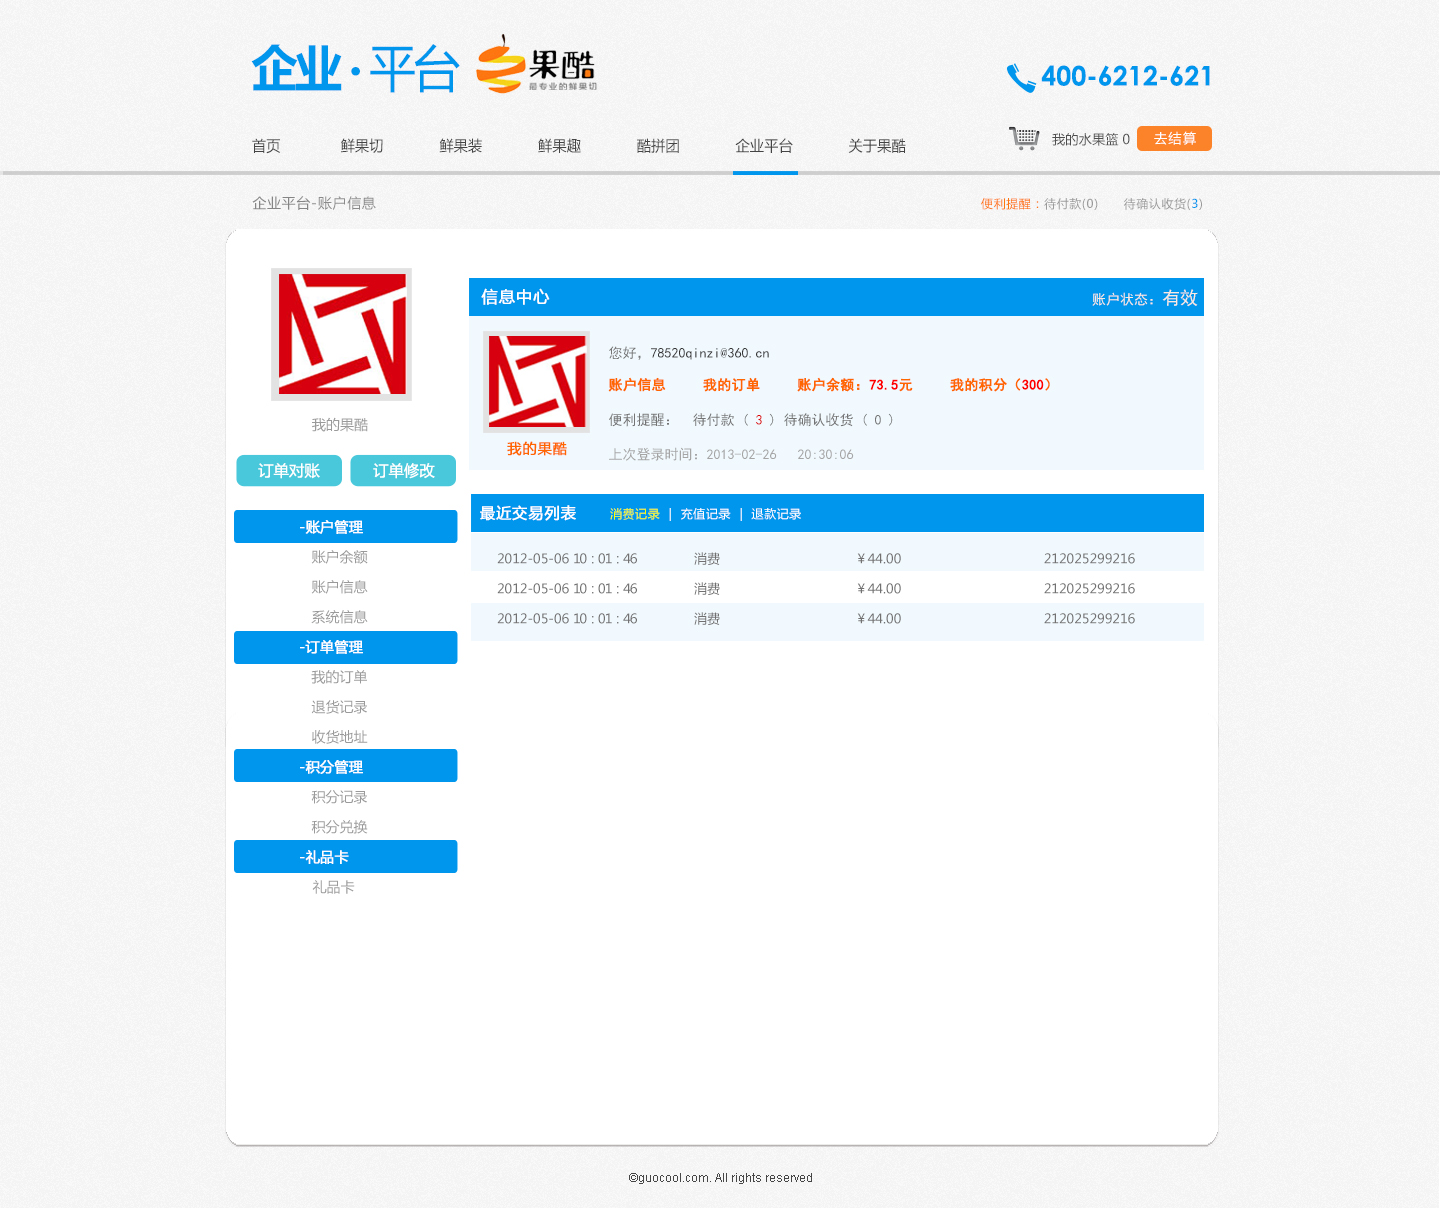 企业·平台 果酷
最专业的鲜果切
400-6212-621
首页 鲜果切 鲜果装 鲜果趣 酷拼团 企业平台 关于果酷
我的水果篮 0 去结算
企业平台-账户信息
便利提醒：待付款(0) 待确认收货(3)
信息中心 账户状态：有效
您好，78520qinzi@360.cn
账户信息 我的订单 账户余额：73.5元 我的积分（300）
便利提醒： 待付款（ 3 ）待确认收货（ 0 ）
我的果酷
上次登录时间：2013-02-26 20:30:06
我的果酷
订单对账 订单修改
-账户管理
账户余额
账户信息
系统信息
-订单管理
我的订单
退货记录
收货地址
-积分管理
积分记录
积分兑换
-礼品卡
礼品卡
最近交易列表 消费记录 | 充值记录 | 退款记录
2012-05-06 10 : 01 : 46 消费 ￥44.00 212025299216
2012-05-06 10 : 01 : 46 消费 ￥44.00 212025299216
2012-05-06 10 : 01 : 46 消费 ￥44.00 212025299216
©guocool.com. All rights reserved